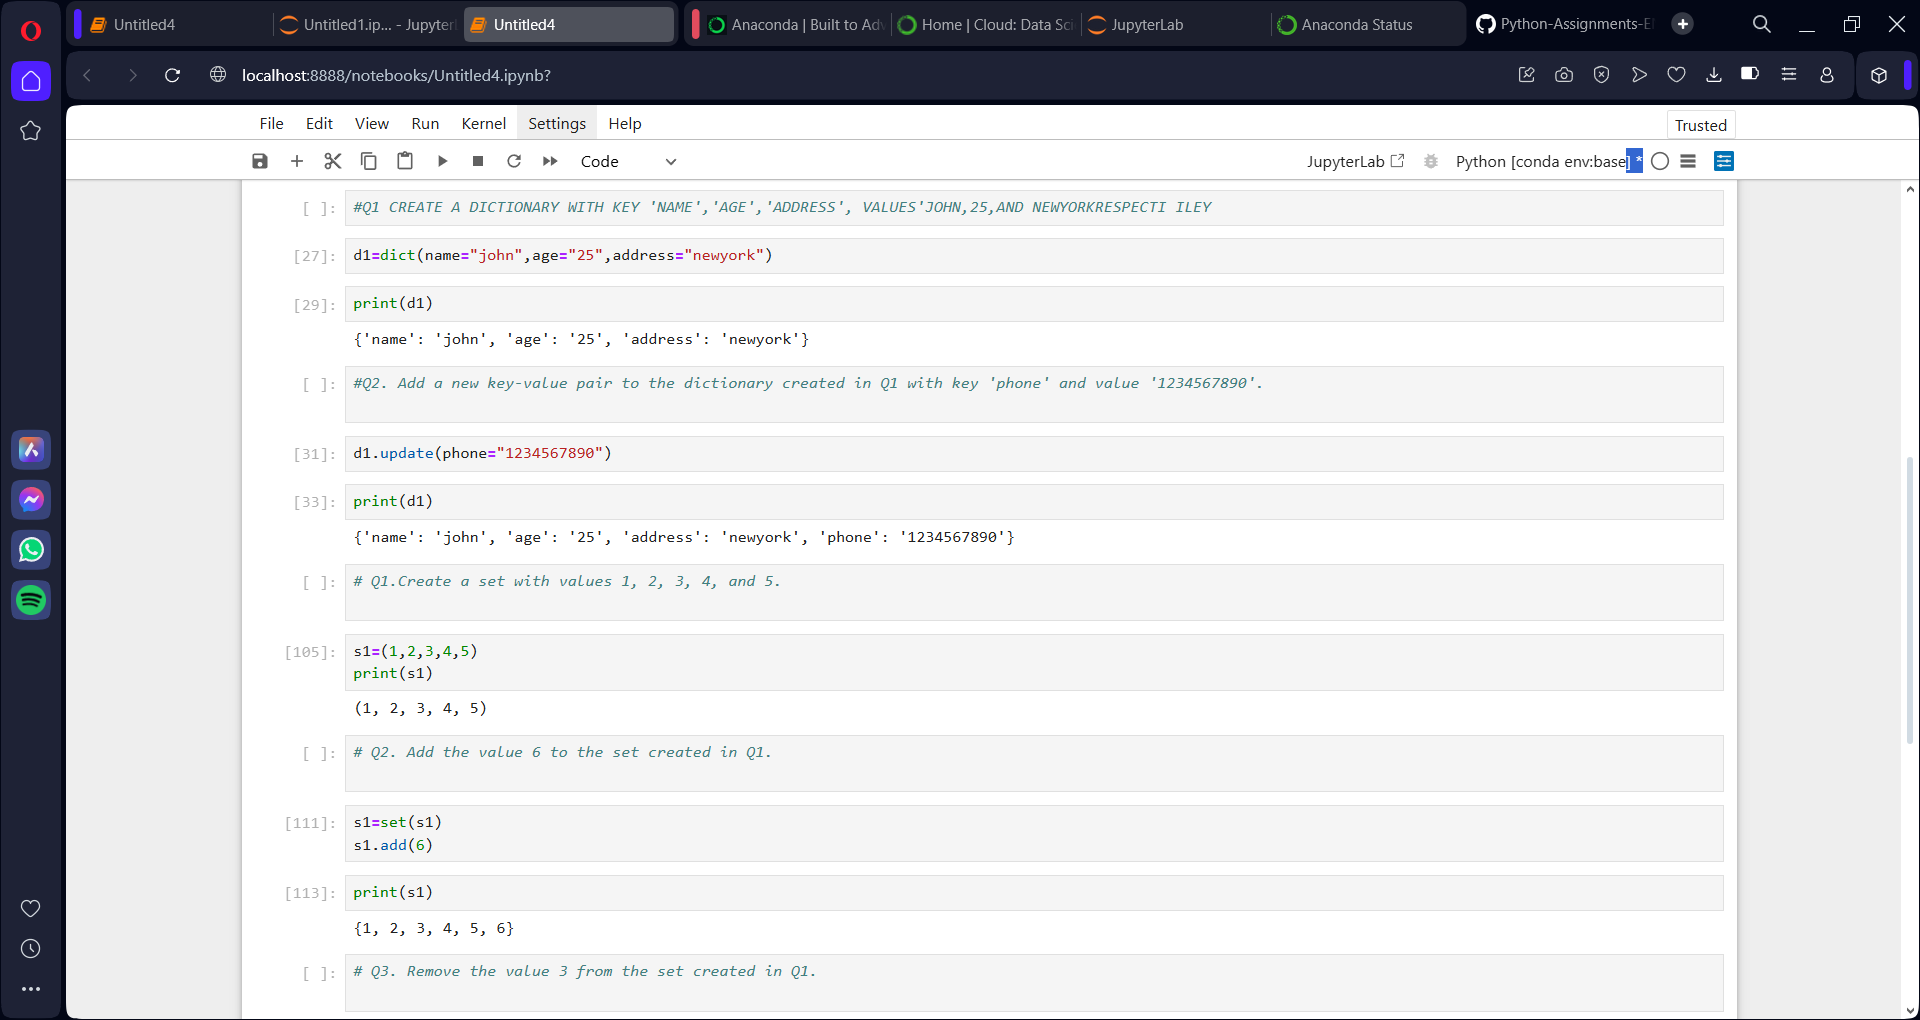 Untitled4
Untitled1.ip... - Jupyter
Untitled4
Anaconda | Built to Adv
Home | Cloud: Data Sci
JupyterLab
Anaconda Status
Python-Assignments-E
localhost:8888/notebooks/Untitled4.ipynb?
File Edit View Run Kernel Settings Help
Trusted
Code
JupyterLab
Python [conda env:base] *
[ ]: #Q1 CREATE A DICTIONARY WITH KEY 'NAME','AGE','ADDRESS', VALUES'JOHN,25,AND NEWYORKRESPECTI ILEY
[27]: d1=dict(name="john",age="25",address="newyork")
[29]: print(d1)
{'name': 'john', 'age': '25', 'address': 'newyork'}
[ ]: #Q2. Add a new key-value pair to the dictionary created in Q1 with key 'phone' and value '1234567890'.
[31]: d1.update(phone="1234567890")
[33]: print(d1)
{'name': 'john', 'age': '25', 'address': 'newyork', 'phone': '1234567890'}
[ ]: # Q1.Create a set with values 1, 2, 3, 4, and 5.
[105]: s1=(1,2,3,4,5)
print(s1)
(1, 2, 3, 4, 5)
[ ]: # Q2. Add the value 6 to the set created in Q1.
[111]: s1=set(s1)
s1.add(6)
[113]: print(s1)
{1, 2, 3, 4, 5, 6}
[ ]: # Q3. Remove the value 3 from the set created in Q1.